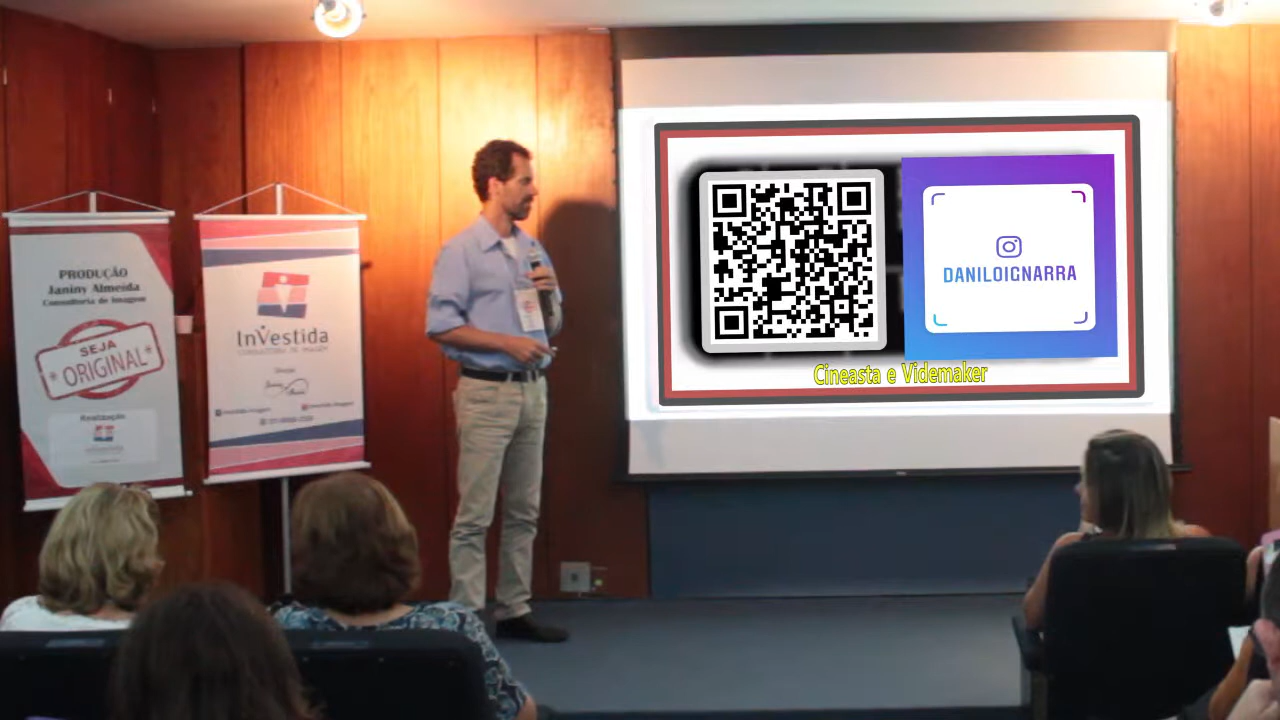 PRODUÇÃO
Janiny Almeida
Consultoria de Imagem
SEJA
*ORIGINAL*
Realização
InVestida
CONSULTORIA DE IMAGEM
DANILOIGNARRA
Cineasta e Videmaker